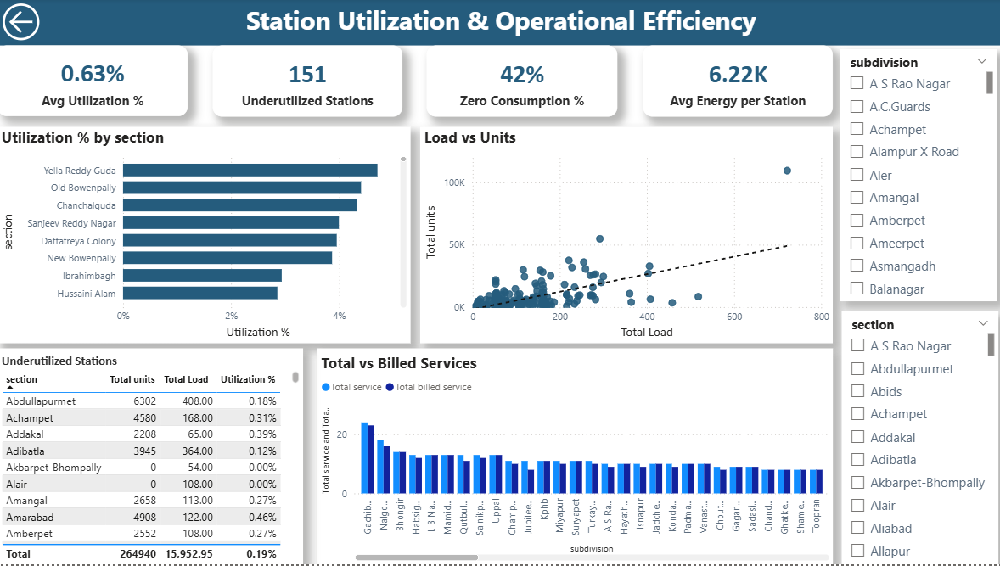 Station Utilization & Operational Efficiency
0.63%
Avg Utilization %
151
Underutilized Stations
42%
Zero Consumption %
6.22K
Avg Energy per Station
Utilization % by section
section
Yella Reddy Guda
Old Bowenpally
Chanchalguda
Sanjeev Reddy Nagar
Dattatreya Colony
New Bowenpally
Ibrahimbagh
Hussaini Alam
0% 2% 4%
Utilization %
Load vs Units
Total units
100K
50K
0K
0 200 400 600 800
Total Load
subdivision
A S Rao Nagar
A.C.Guards
Achampet
Alampur X Road
Aler
Amangal
Amberpet
Ameerpet
Asmangadh
Balanagar
section
A S Rao Nagar
Abdullapurmet
Abids
Achampet
Addakal
Adibatla
Akbarpet-Bhompally
Alair
Aliabad
Allapur
Underutilized Stations
section Total units Total Load Utilization %
Abdullapurmet 6302 408.00 0.18%
Achampet 4580 168.00 0.31%
Addakal 2208 65.00 0.39%
Adibatla 3945 364.00 0.12%
Akbarpet-Bhompally 0 54.00 0.00%
Alair 0 108.00 0.00%
Amangal 2658 113.00 0.27%
Amarabad 4908 122.00 0.46%
Amberpet 2552 108.00 0.27%
Total 264940 15,952.95 0.19%
Total vs Billed Services
Total service Total billed service
Total service and Tota...
20
0
Gachib...
Nalgo...
Bhongir
Habsig...
L B Na...
Mamid...
Qutbul...
Sainikp...
Uppal
Champ...
Jubilee...
Kphb
Miyapur
Suryapet
Turkay...
A S Ra...
Hayath...
Isnapur
Jadche...
Konda...
Padma...
Vanast...
Chout...
Gagan...
Sadasi...
Chand...
Ghatke...
Shame...
Toopran
subdivision